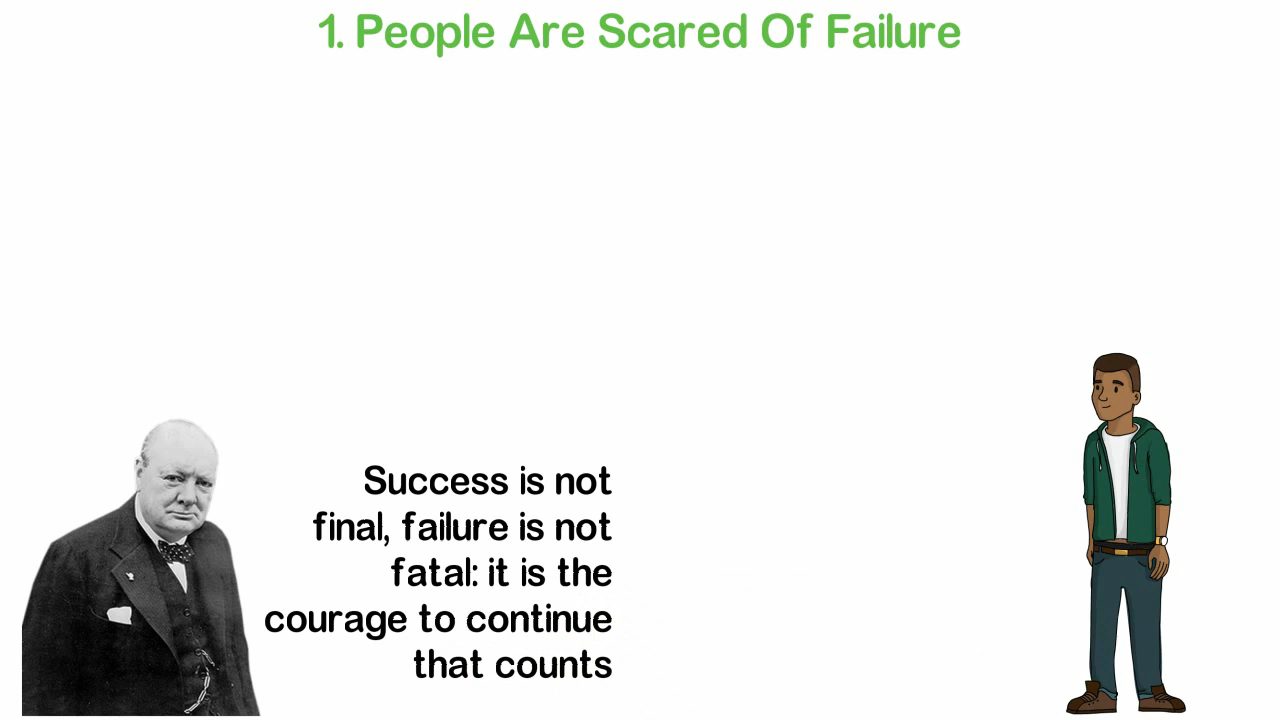 1. People Are Scared Of Failure
Success is not
final, failure is not
fatal: it is the
courage to continue
that counts